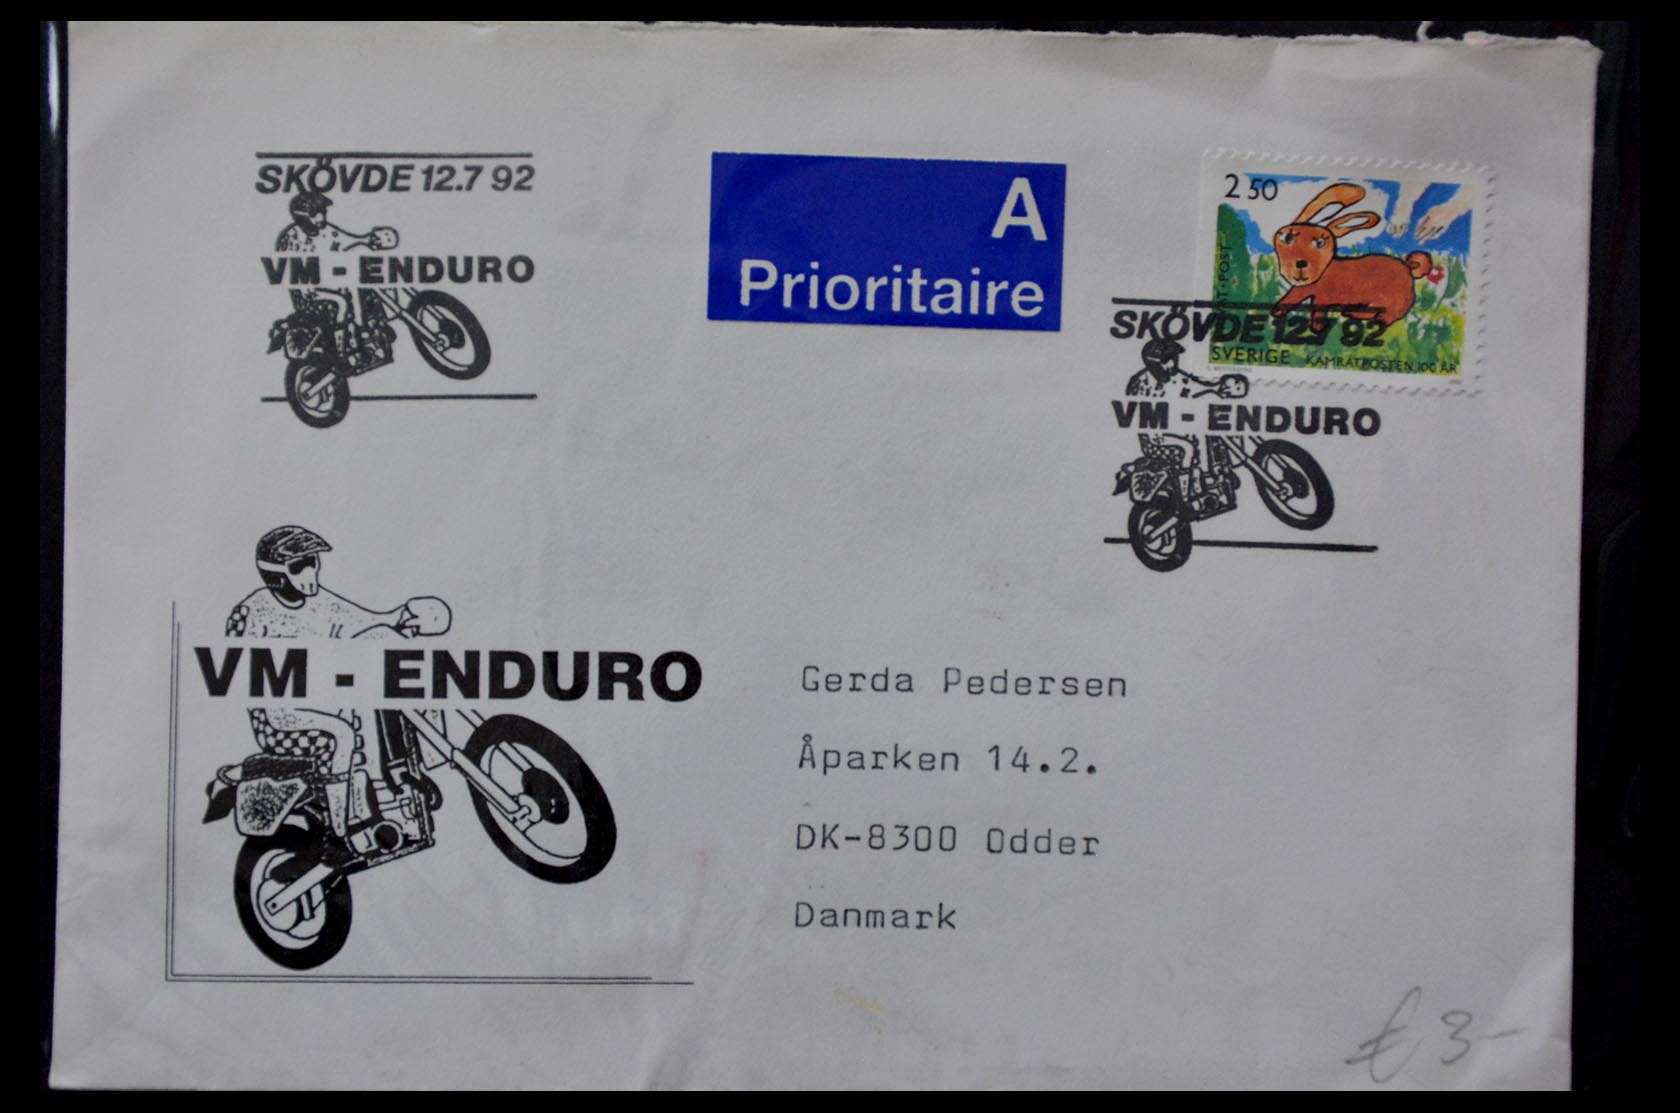 SKÖVDE 12.7 92
VM - ENDURO
A
Prioritaire
2 50
SVERIGE KAMRATPOSTEN 100 ÅR
SKÖVDE 12.7 92
VM - ENDURO
VM - ENDURO
Gerda Pedersen
Åparken 14.2.
DK-8300 Odder
Danmark
€ 3-